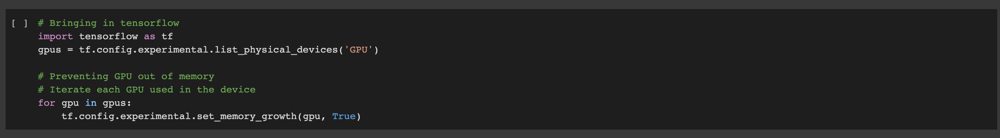 [ ] # Bringing in tensorflow
import tensorflow as tf
gpus = tf.config.experimental.list_physical_devices('GPU')
# Preventing GPU out of memory
# Iterate each GPU used in the device
for gpu in gpus:
    tf.config.experimental.set_memory_growth(gpu, True)